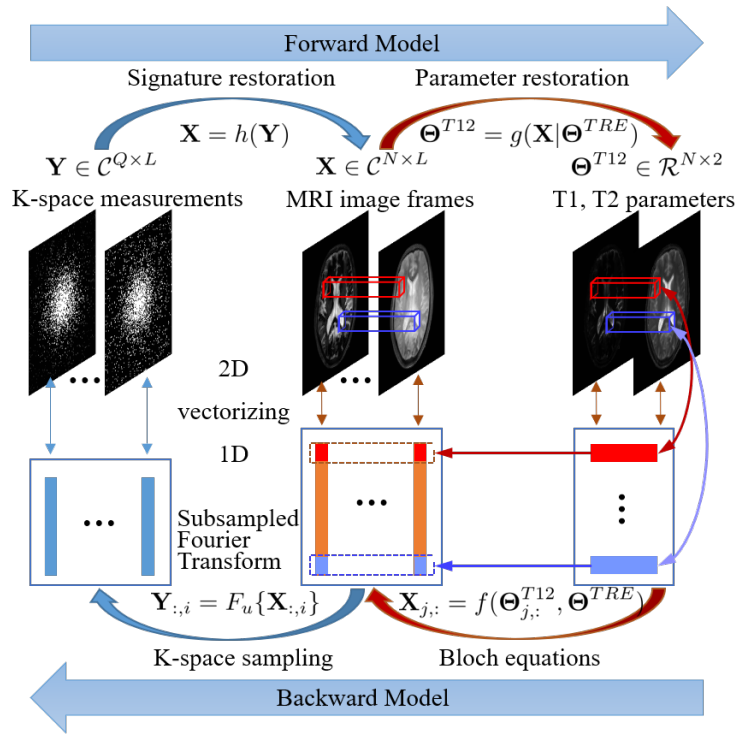 Forward Model
Signature restoration
Parameter restoration
𝐗 = h(𝐘)
𝚯^{T12} = g(𝐗|𝚯^{TRE})
𝐘 ∈ 𝒞^{Q×L}
𝐗 ∈ 𝒞^{N×L}
𝚯^{T12} ∈ ℛ^{N×2}
K-space measurements
MRI image frames
T1, T2 parameters
...
...
2D
vectorizing
1D
...
...
...
Subsampled
Fourier
Transform
𝐘_{:,i} = F_u{𝐗_{:,i}}
𝐗_{j,:} = f(𝚯^{T12}_{j,:}, 𝚯^{TRE})
K-space sampling
Bloch equations
Backward Model